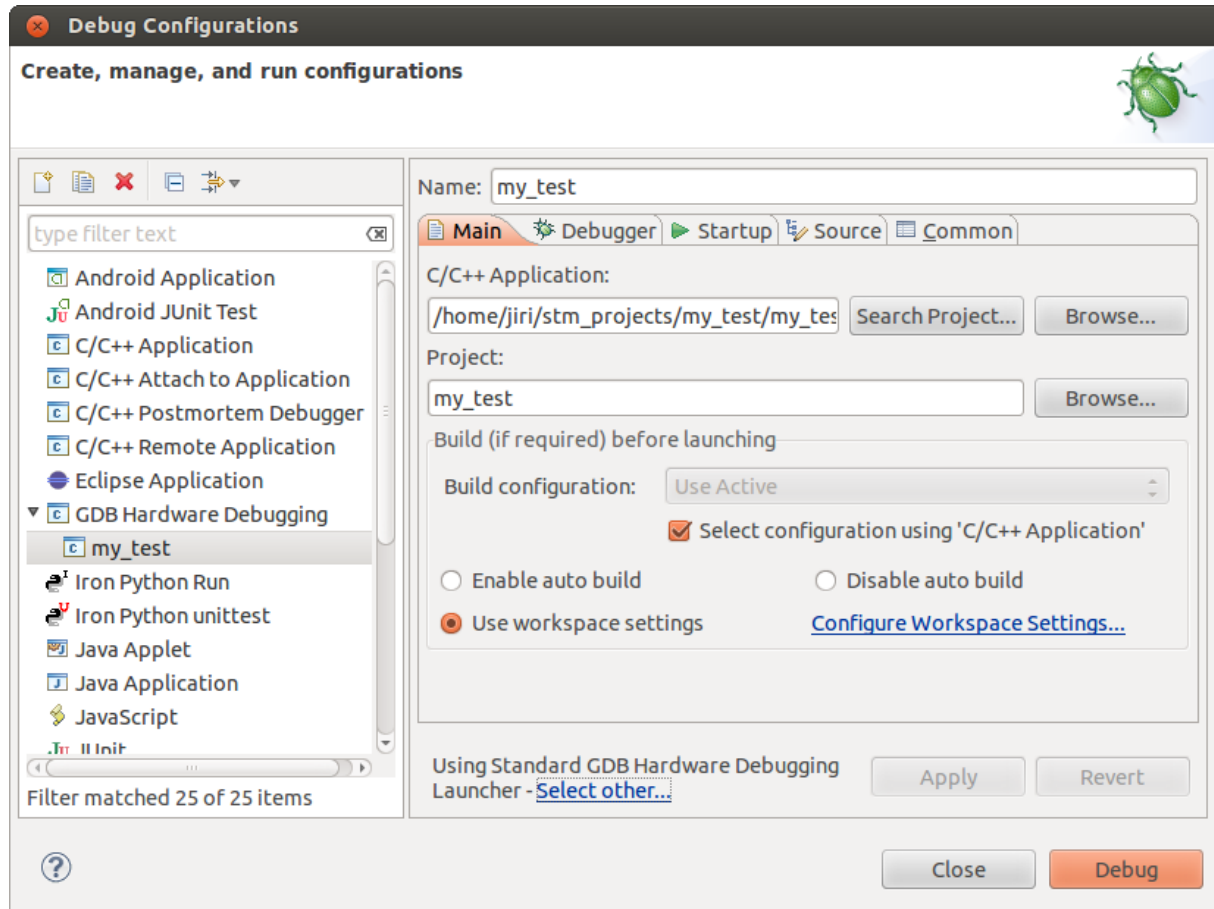 Debug Configurations
Create, manage, and run configurations
Name: my_test
type filter text
Main Debugger Startup Source Common
Android Application
Android JUnit Test
C/C++ Application
C/C++ Attach to Application
C/C++ Postmortem Debugger
C/C++ Remote Application
Eclipse Application
GDB Hardware Debugging
my_test
Iron Python Run
Iron Python unittest
Java Applet
Java Application
JavaScript
JUnit
Filter matched 25 of 25 items
C/C++ Application:
/home/jiri/stm_projects/my_test/my_tes Search Project... Browse...
Project:
my_test Browse...
Build (if required) before launching
Build configuration: Use Active
Select configuration using 'C/C++ Application'
Enable auto build Disable auto build
Use workspace settings Configure Workspace Settings...
Using Standard GDB Hardware Debugging
Launcher - Select other...
Apply Revert
Close Debug